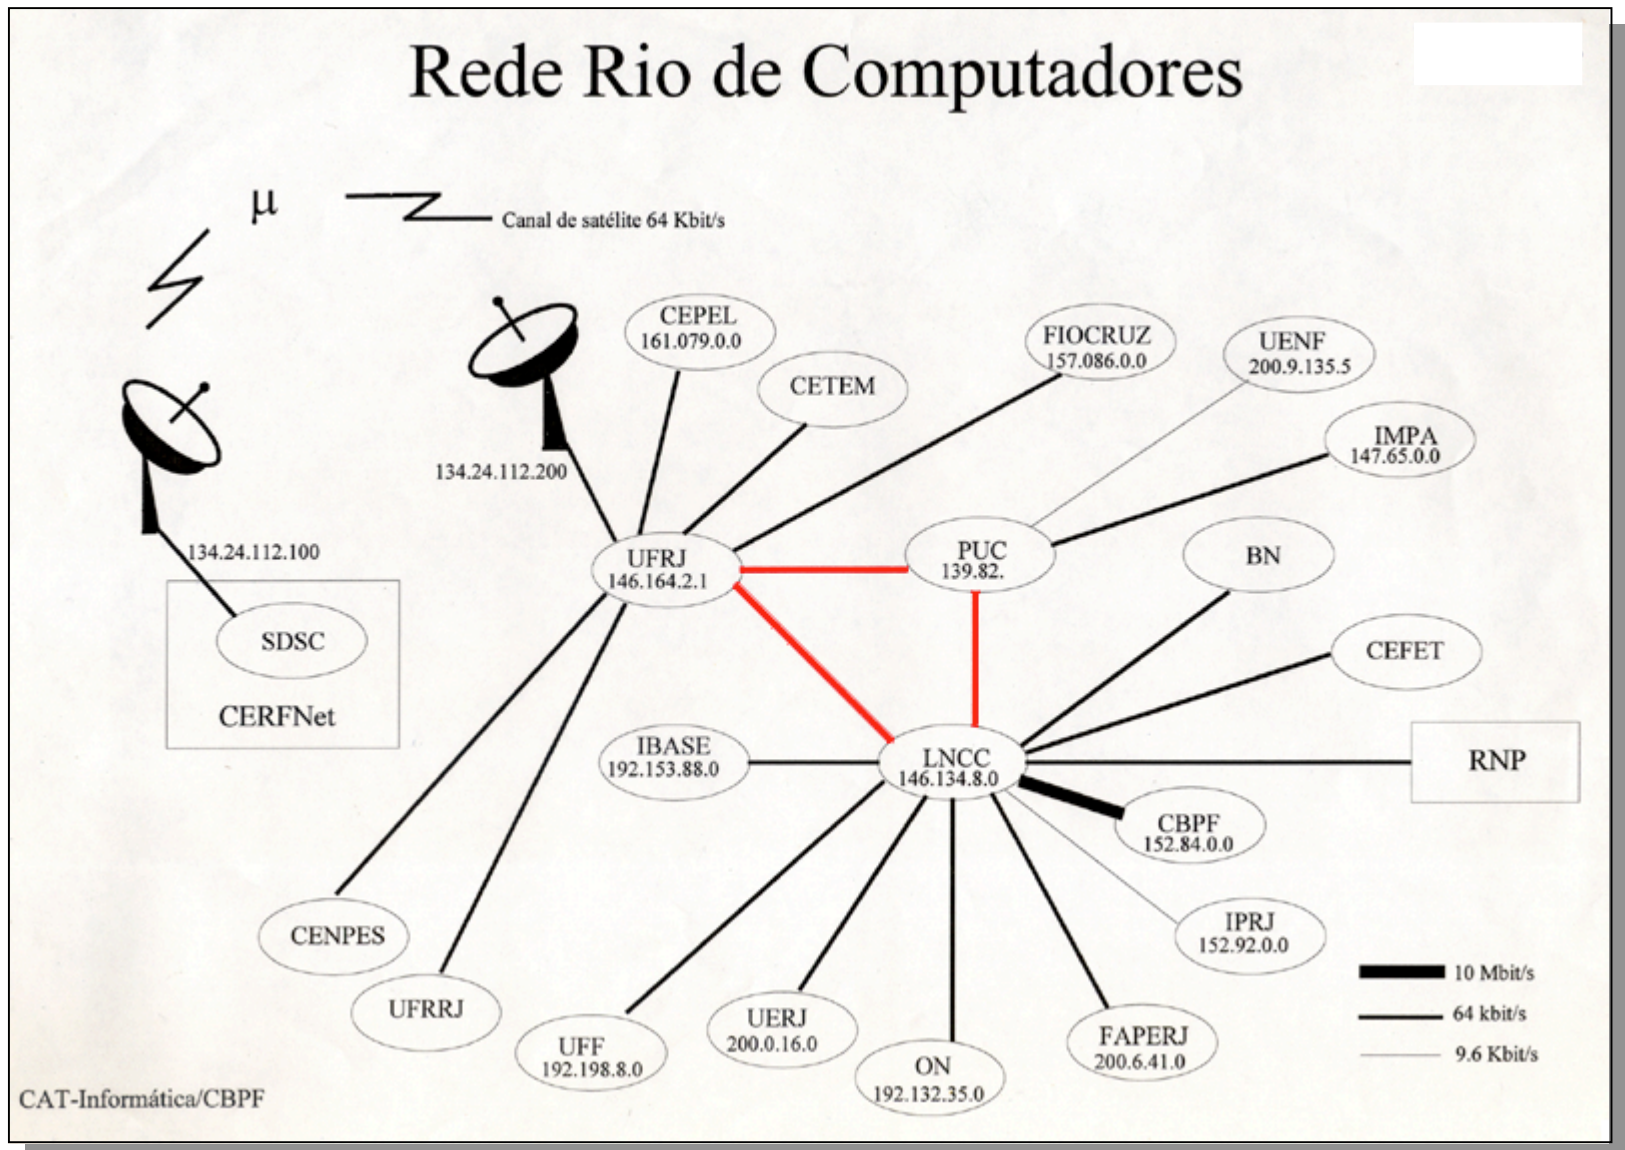 Rede Rio de Computadores
µ
Canal de satélite 64 Kbit/s
CEPEL
161.079.0.0
CETEM
FIOCRUZ
157.086.0.0
UENF
200.9.135.5
IMPA
147.65.0.0
134.24.112.200
134.24.112.100
UFRJ
146.164.2.1
PUC
139.82.
BN
SDSC
CERFNet
CEFET
IBASE
192.153.88.0
LNCC
146.134.8.0
RNP
CBPF
152.84.0.0
CENPES
IPRJ
152.92.0.0
UFRRJ
UFF
192.198.8.0
UERJ
200.0.16.0
ON
192.132.35.0
FAPERJ
200.6.41.0
10 Mbit/s
64 kbit/s
9.6 Kbit/s
CAT-Informática/CBPF